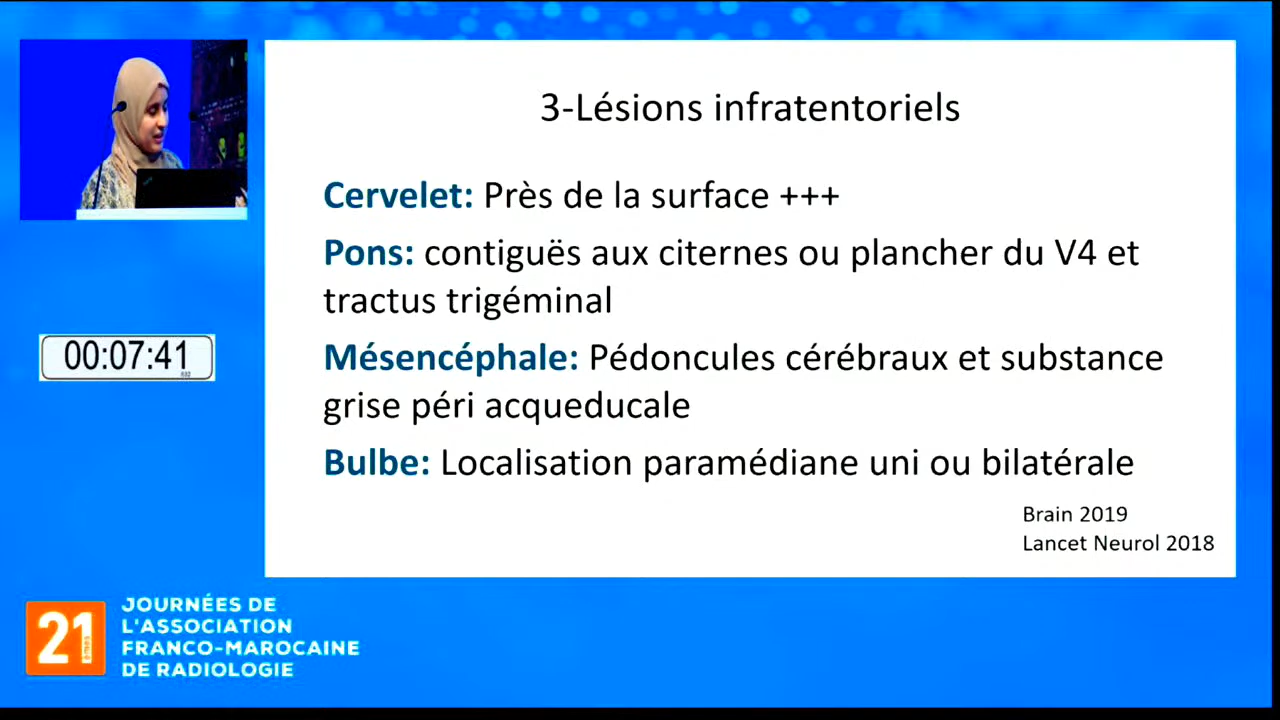 3-Lésions infratentoriels
Cervelet: Près de la surface +++
Pons: contiguës aux citernes ou plancher du V4 et
tractus trigéminal
Mésencéphale: Pédoncules cérébraux et substance
grise péri acqueducale
Bulbe: Localisation paramédiane uni ou bilatérale
Brain 2019
Lancet Neurol 2018
00:07:41
21
JOURNÉES DE
L'ASSOCIATION
FRANCO-MAROCAINE
DE RADIOLOGIE